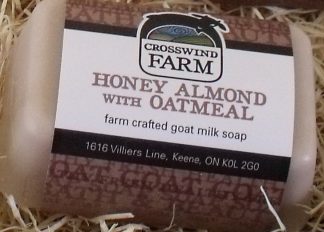 CROSSWIND
FARM
HONEY ALMOND
WITH OATMEAL
farm crafted goat milk soap
1616 Villiers Line, Keene, ON K0L 2G0